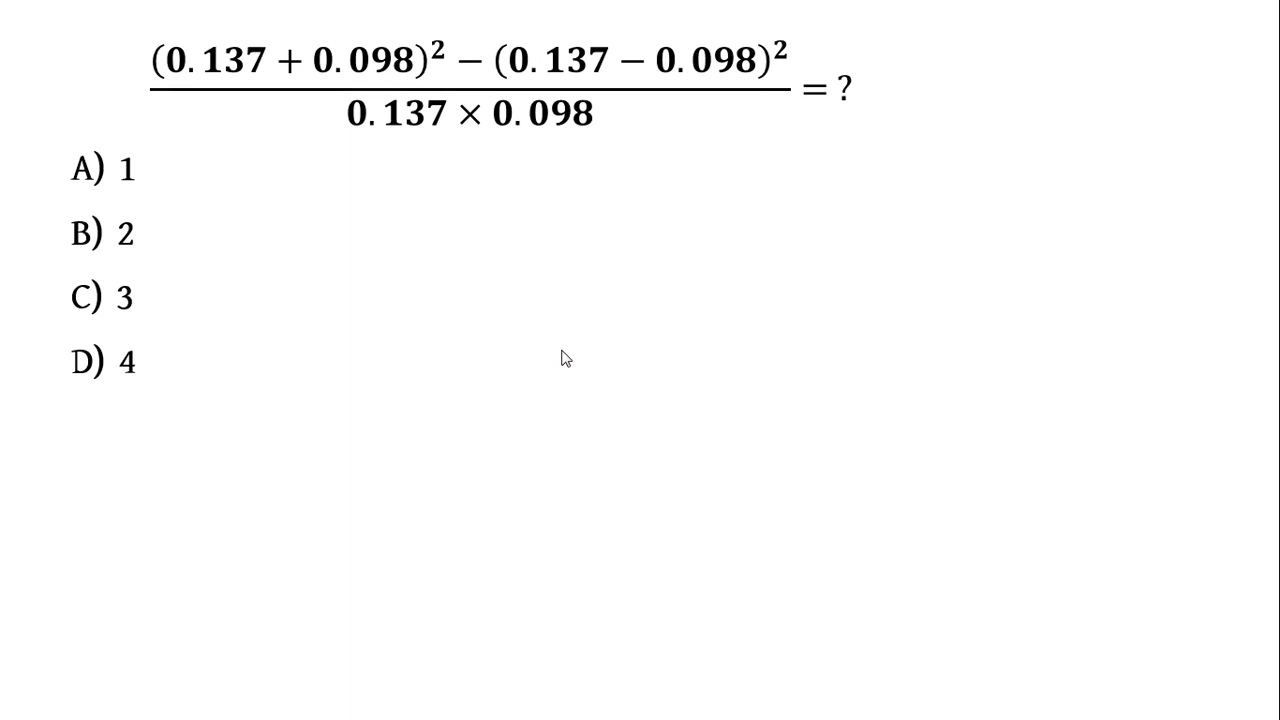 (0.137 + 0.098)² − (0.137 − 0.098)²
= ?
0.137 × 0.098
A) 1
B) 2
C) 3
D) 4